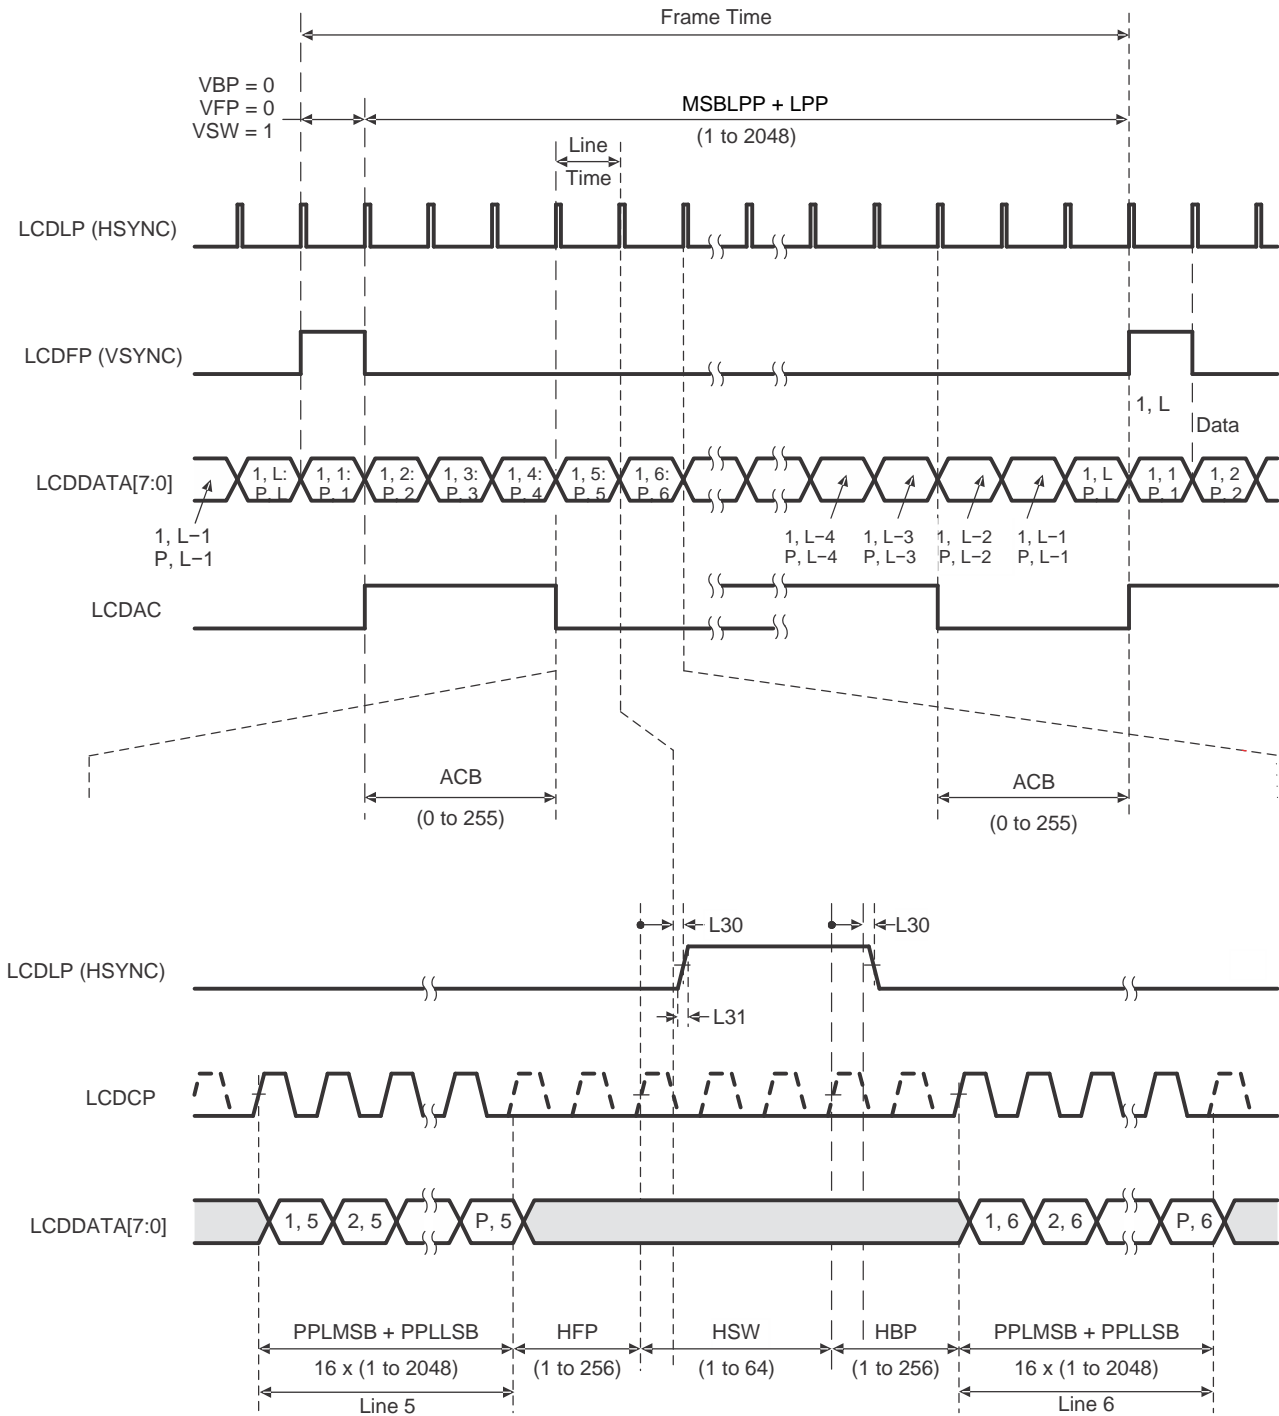 Frame Time
VBP = 0
VFP = 0
VSW = 1
MSBLPP + LPP
(1 to 2048)
Line
Time
LCDLP (HSYNC)
LCDFP (VSYNC)
1, L
Data
LCDDATA[7:0]
1, L: 1, 1: 1, 2: 1, 3: 1, 4: 1, 5: 1, 6: 1, L 1, 1 1, 2
P, L P, 1 P, 2 P, 3 P, 4 P, 5 P, 6 P, L P, 1 P, 2
1, L−1 1, L−4 1, L−3 1, L−2 1, L−1
P, L−1 P, L−4 P, L−3 P, L−2 P, L−1
LCDAC
ACB
(0 to 255)
ACB
(0 to 255)
L30
L30
LCDLP (HSYNC)
L31
LCDCP
LCDDATA[7:0]
1, 5 2, 5 P, 5 1, 6 2, 6 P, 6
PPLMSB + PPLLSB HFP HSW HBP PPLMSB + PPLLSB
16 x (1 to 2048) (1 to 256) (1 to 64) (1 to 256) 16 x (1 to 2048)
Line 5 Line 6